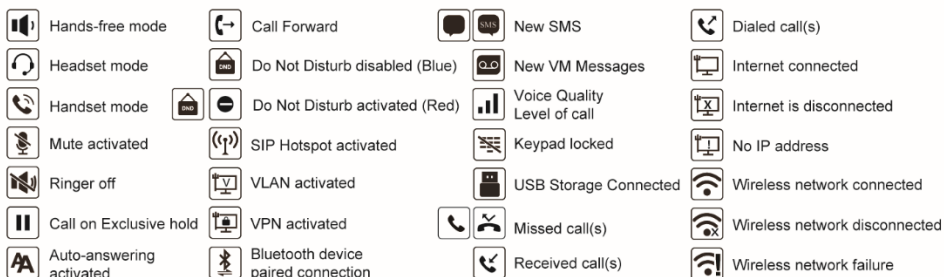 Hands-free mode
Headset mode
Handset mode
Mute activated
Ringer off
Call on Exclusive hold
AA Auto-answering
activated
Call Forward
DND Do Not Disturb disabled (Blue)
DND Do Not Disturb activated (Red)
SIP Hotspot activated
V VLAN activated
VPN activated
Bluetooth device
paired connection
SMS New SMS
New VM Messages
Voice Quality
Level of call
Keypad locked
USB Storage Connected
Missed call(s)
Received call(s)
Dialed call(s)
Internet connected
X Internet is disconnected
! No IP address
Wireless network connected
x Wireless network disconnected
! Wireless network failure